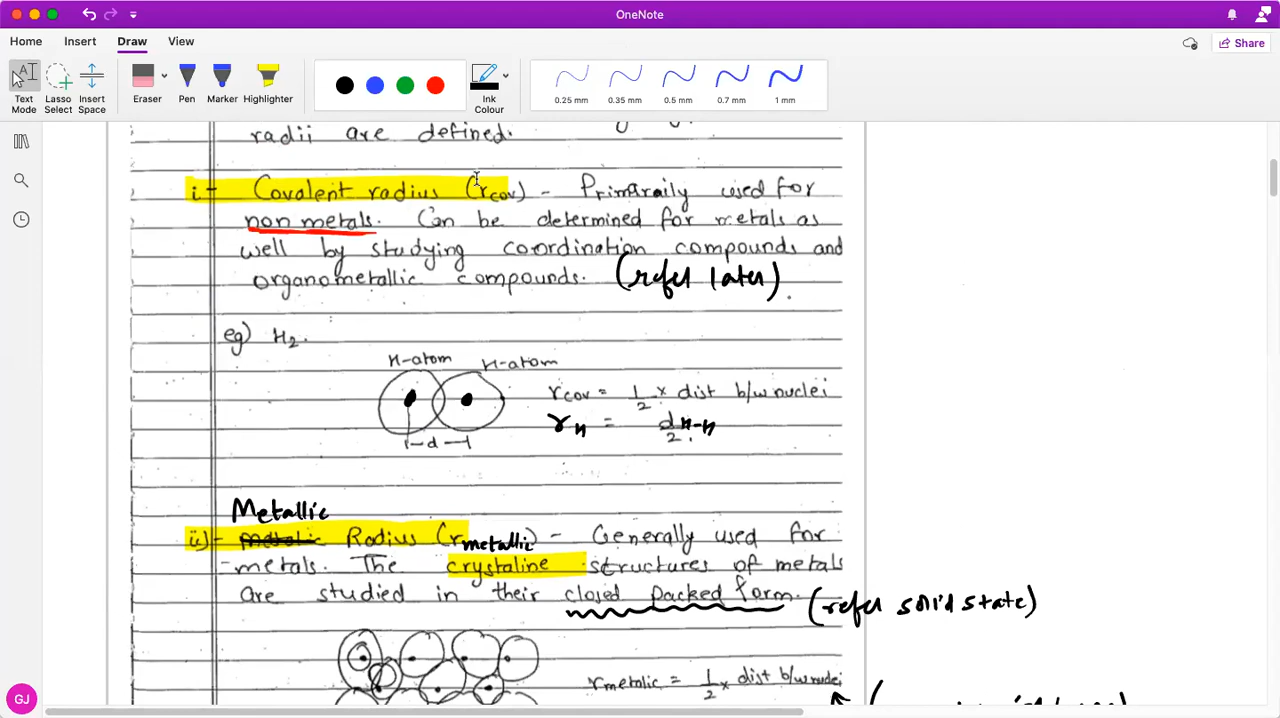 OneNote
Home Insert Draw View
Share
Text Mode
Lasso Select
Insert Space
Eraser
Pen
Marker
Highlighter
Ink Colour
0.25 mm
0.35 mm
0.5 mm
0.7 mm
1 mm
radii are defined.
i - Covalent radius (rcov) - Primaraily used for
non metals. Can be determined for metals as
well by studying coordination compounds and
organometallic compounds. (refer later)
eg) H2.
H-atom H-atom
rcov = 1/2 x dist b/w nuclei
rH = dH-H/2.
d
Metallic
ii) - Radius (rmetallic) - Generally used for
metals. The crystaline structures of metals
are studied in their closed packed form. (refer solid state)
rmetalic = 1/2 x dist b/w nuclei
GJ